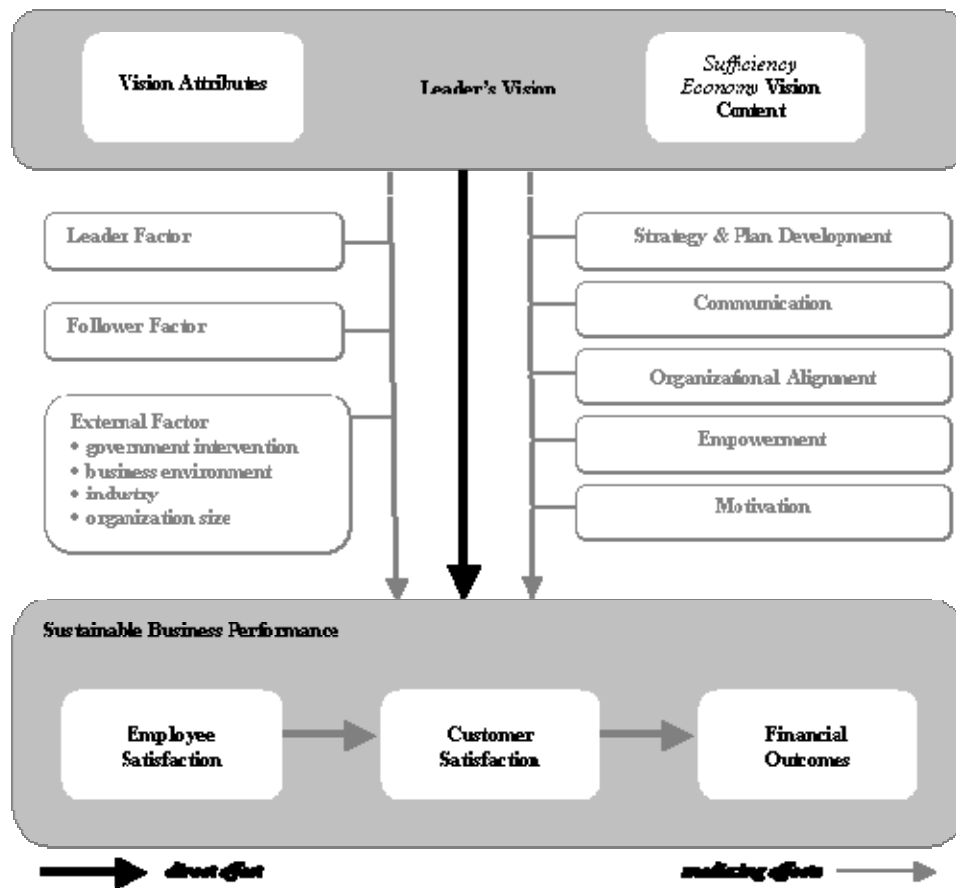 Vision Attributes
Leader's Vision
Sufficiency
Economy Vision
Content
Leader Factor
Follower Factor
External Factor
• government intervention
• business environment
• industry
• organization size
Strategy & Plan Development
Communication
Organizational Alignment
Empowerment
Motivation
Sustainable Business Performance
Employee
Satisfaction
Customer
Satisfaction
Financial
Outcomes
direct effect
effects